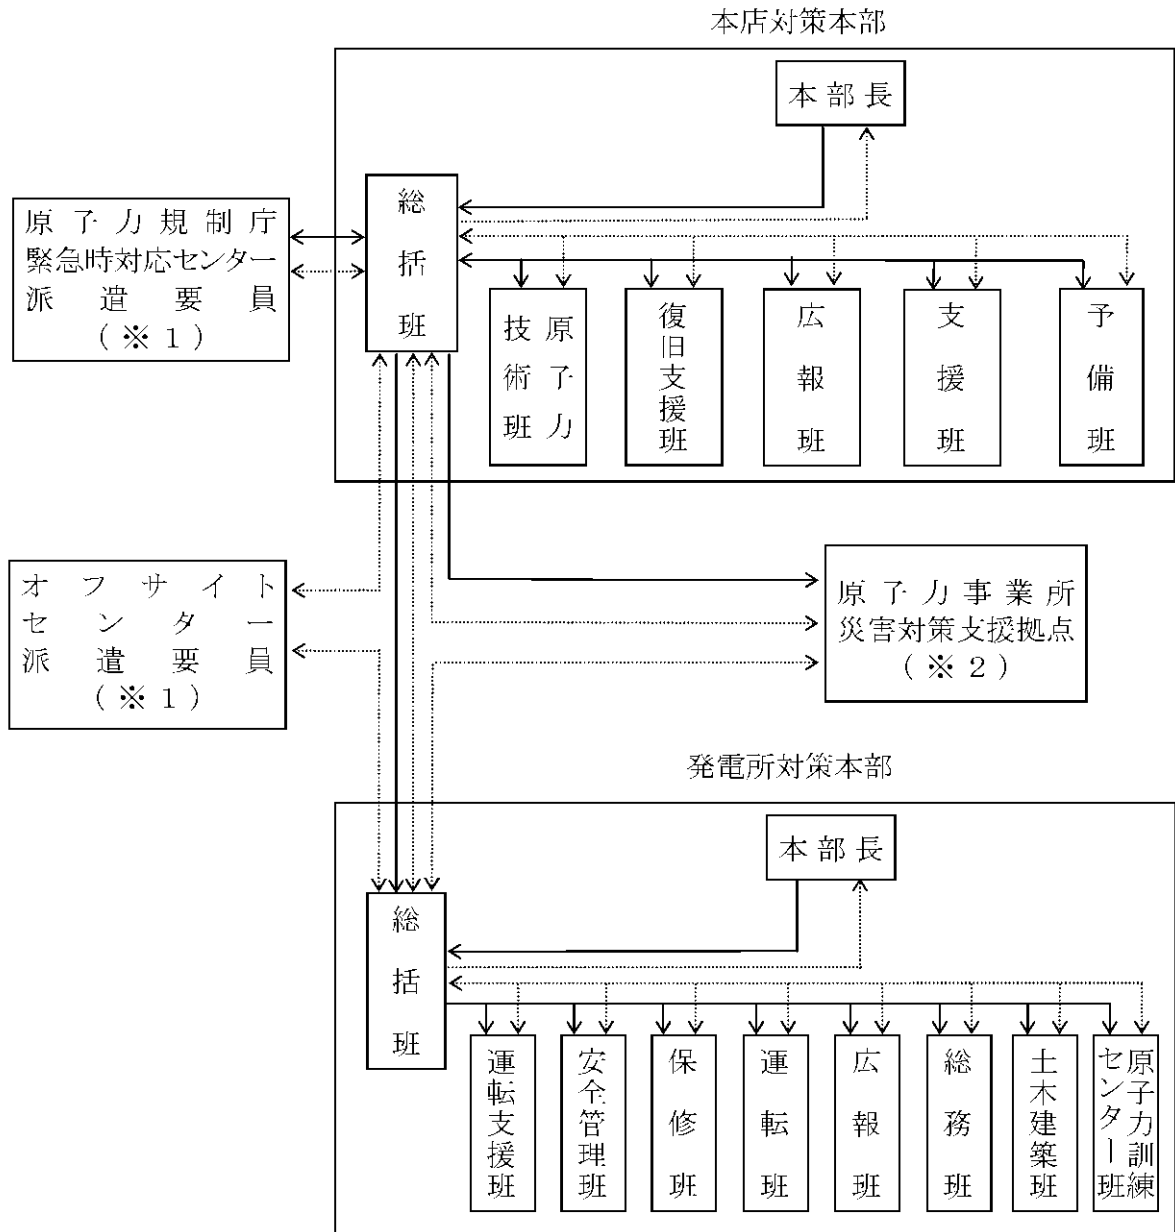 本店対策本部
本部長
総括班
原子力規制庁
緊急時対応センター
派遣要員
(※1)
原子力
技術班
復旧支援班
広報班
支援班
予備班
オフサイト
センター
派遣要員
(※1)
原子力事業所
災害対策支援拠点
(※2)
発電所対策本部
本部長
総括班
運転支援班
安全管理班
保修班
運転班
広報班
総務班
土木建築班
原子力訓練
センター班